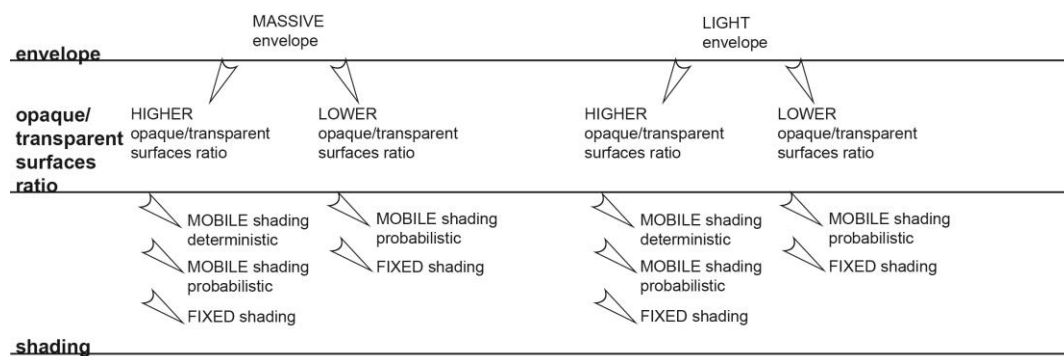 MASSIVE
envelope
LIGHT
envelope
envelope
opaque/
transparent
surfaces
ratio
HIGHER
opaque/transparent
surfaces ratio
LOWER
opaque/transparent
surfaces ratio
HIGHER
opaque/transparent
surfaces ratio
LOWER
opaque/transparent
surfaces ratio
MOBILE shading
deterministic
MOBILE shading
probabilistic
FIXED shading
MOBILE shading
probabilistic
FIXED shading
MOBILE shading
deterministic
MOBILE shading
probabilistic
FIXED shading
MOBILE shading
probabilistic
FIXED shading
shading